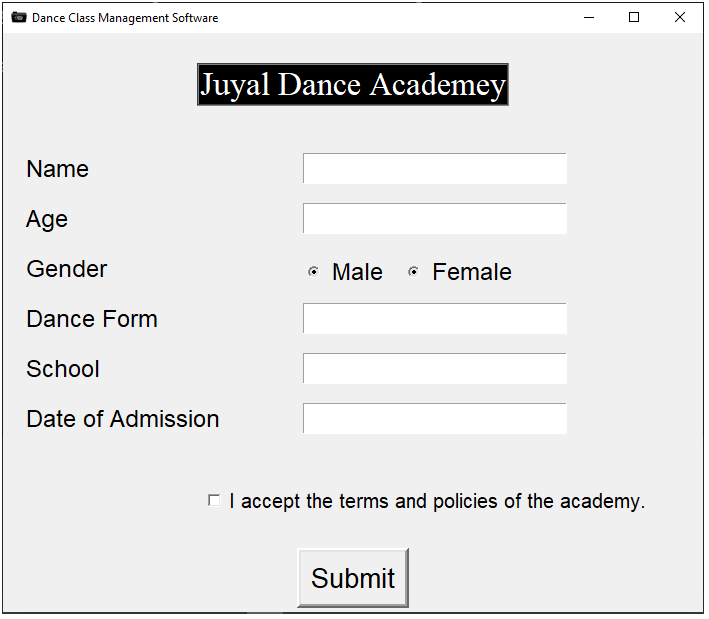 Dance Class Management Software
Juyal Dance Academey
Name
Age
Gender Male Female
Dance Form
School
Date of Admission
I accept the terms and policies of the academy.
Submit